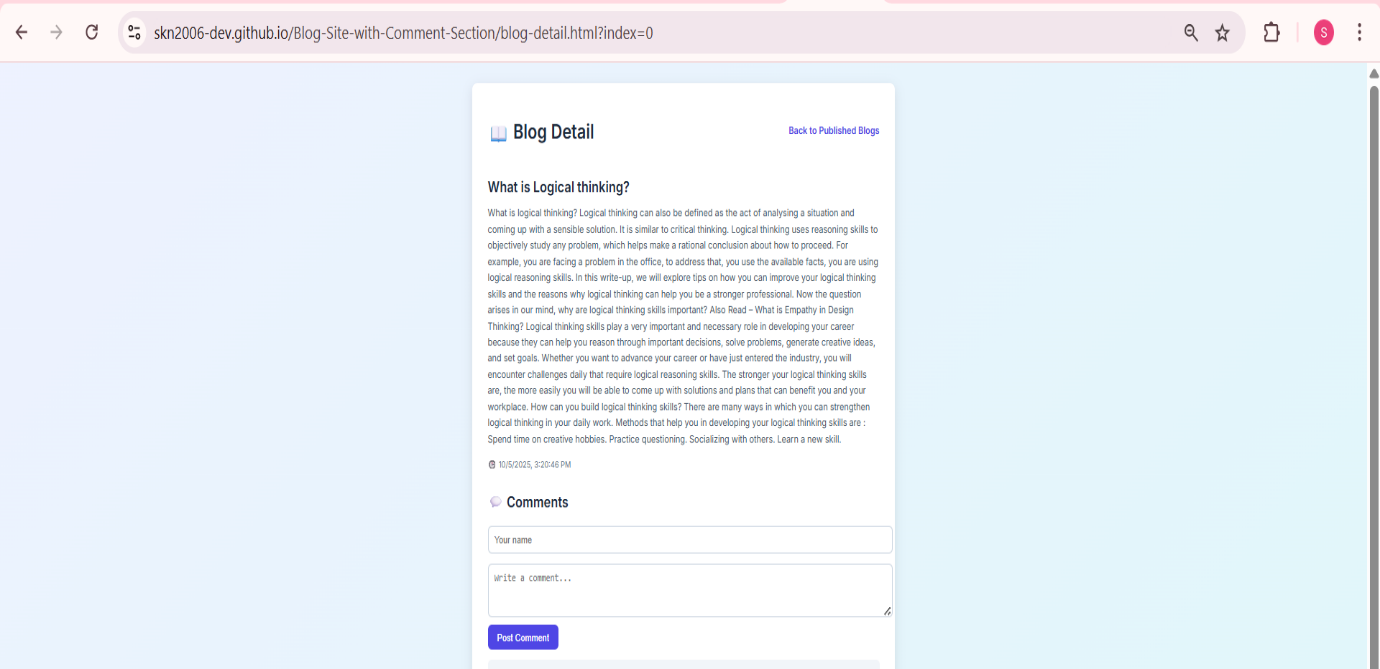 skn2006-dev.github.io/Blog-Site-with-Comment-Section/blog-detail.html?index=0
S
Blog Detail
Back to Published Blogs
What is Logical thinking?
What is logical thinking? Logical thinking can also be defined as the act of analysing a situation and
coming up with a sensible solution. It is similar to critical thinking. Logical thinking uses reasoning skills to
objectively study any problem, which helps make a rational conclusion about how to proceed. For
example, you are facing a problem in the office, to address that, you use the available facts, you are using
logical reasoning skills. In this write-up, we will explore tips on how you can improve your logical thinking
skills and the reasons why logical thinking can help you be a stronger professional. Now the question
arises in our mind, why are logical thinking skills important? Also Read – What is Empathy in Design
Thinking? Logical thinking skills play a very important and necessary role in developing your career
because they can help you reason through important decisions, solve problems, generate creative ideas,
and set goals. Whether you want to advance your career or have just entered the industry, you will
encounter challenges daily that require logical reasoning skills. The stronger your logical thinking skills
are, the more easily you will be able to come up with solutions and plans that can benefit you and your
workplace. How can you build logical thinking skills? There are many ways in which you can strengthen
logical thinking in your daily work. Methods that help you in developing your logical thinking skills are :
Spend time on creative hobbies. Practice questioning. Socializing with others. Learn a new skill.
10/5/2025, 3:20:46 PM
Comments
Your name
Write a comment...
Post Comment